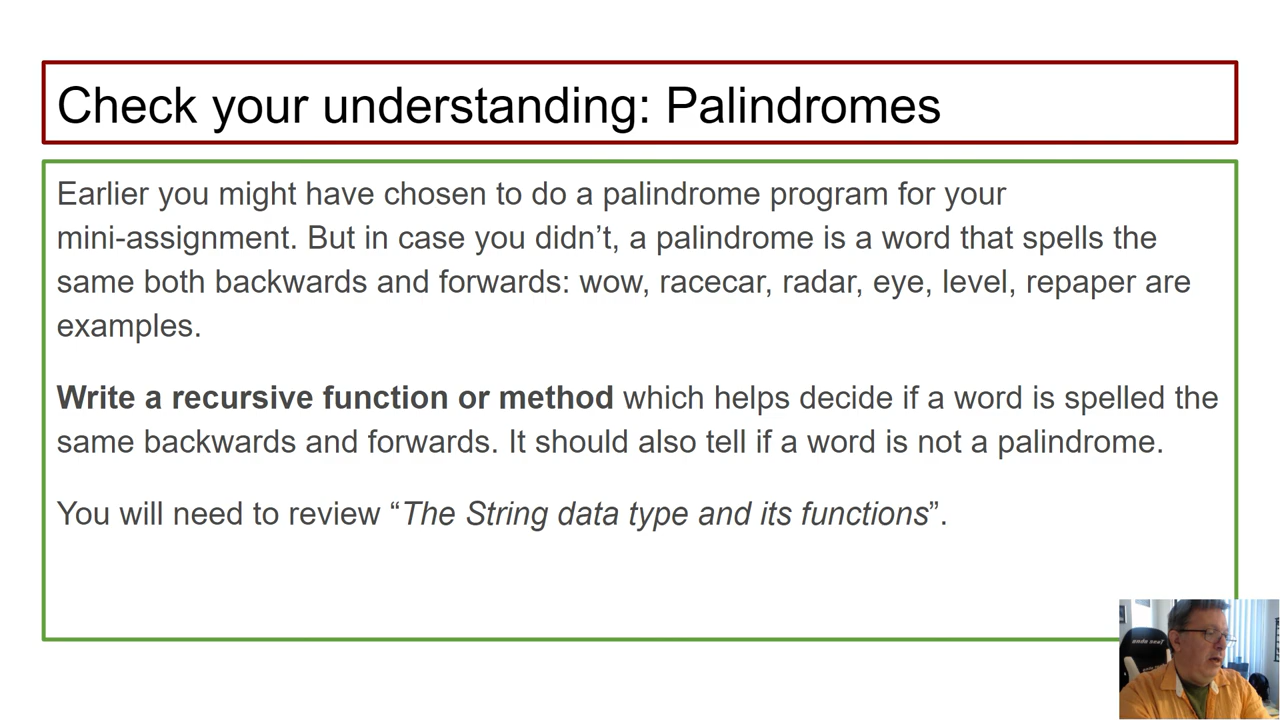 Check your understanding: Palindromes
Earlier you might have chosen to do a palindrome program for your
mini-assignment. But in case you didn’t, a palindrome is a word that spells the
same both backwards and forwards: wow, racecar, radar, eye, level, repaper are
examples.
Write a recursive function or method which helps decide if a word is spelled the
same backwards and forwards. It should also tell if a word is not a palindrome.
You will need to review “The String data type and its functions”.